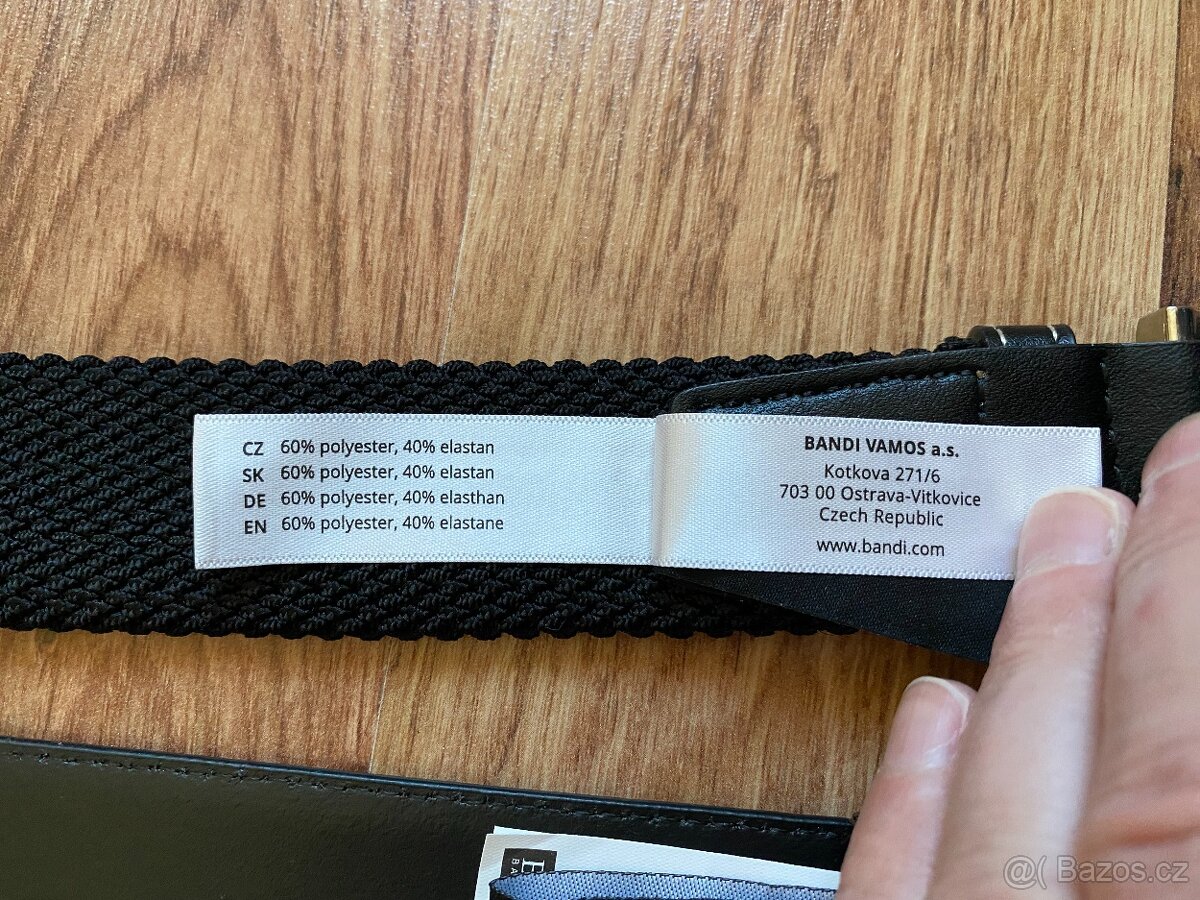 CZ 60% polyester, 40% elastan
SK 60% polyester, 40% elastan
DE 60% polyester, 40% elasthan
EN 60% polyester, 40% elastane
BANDI VAMOS a.s.
Kotkova 271/6
703 00 Ostrava-Vitkovice
Czech Republic
www.bandi.com
@( Bazos.cz